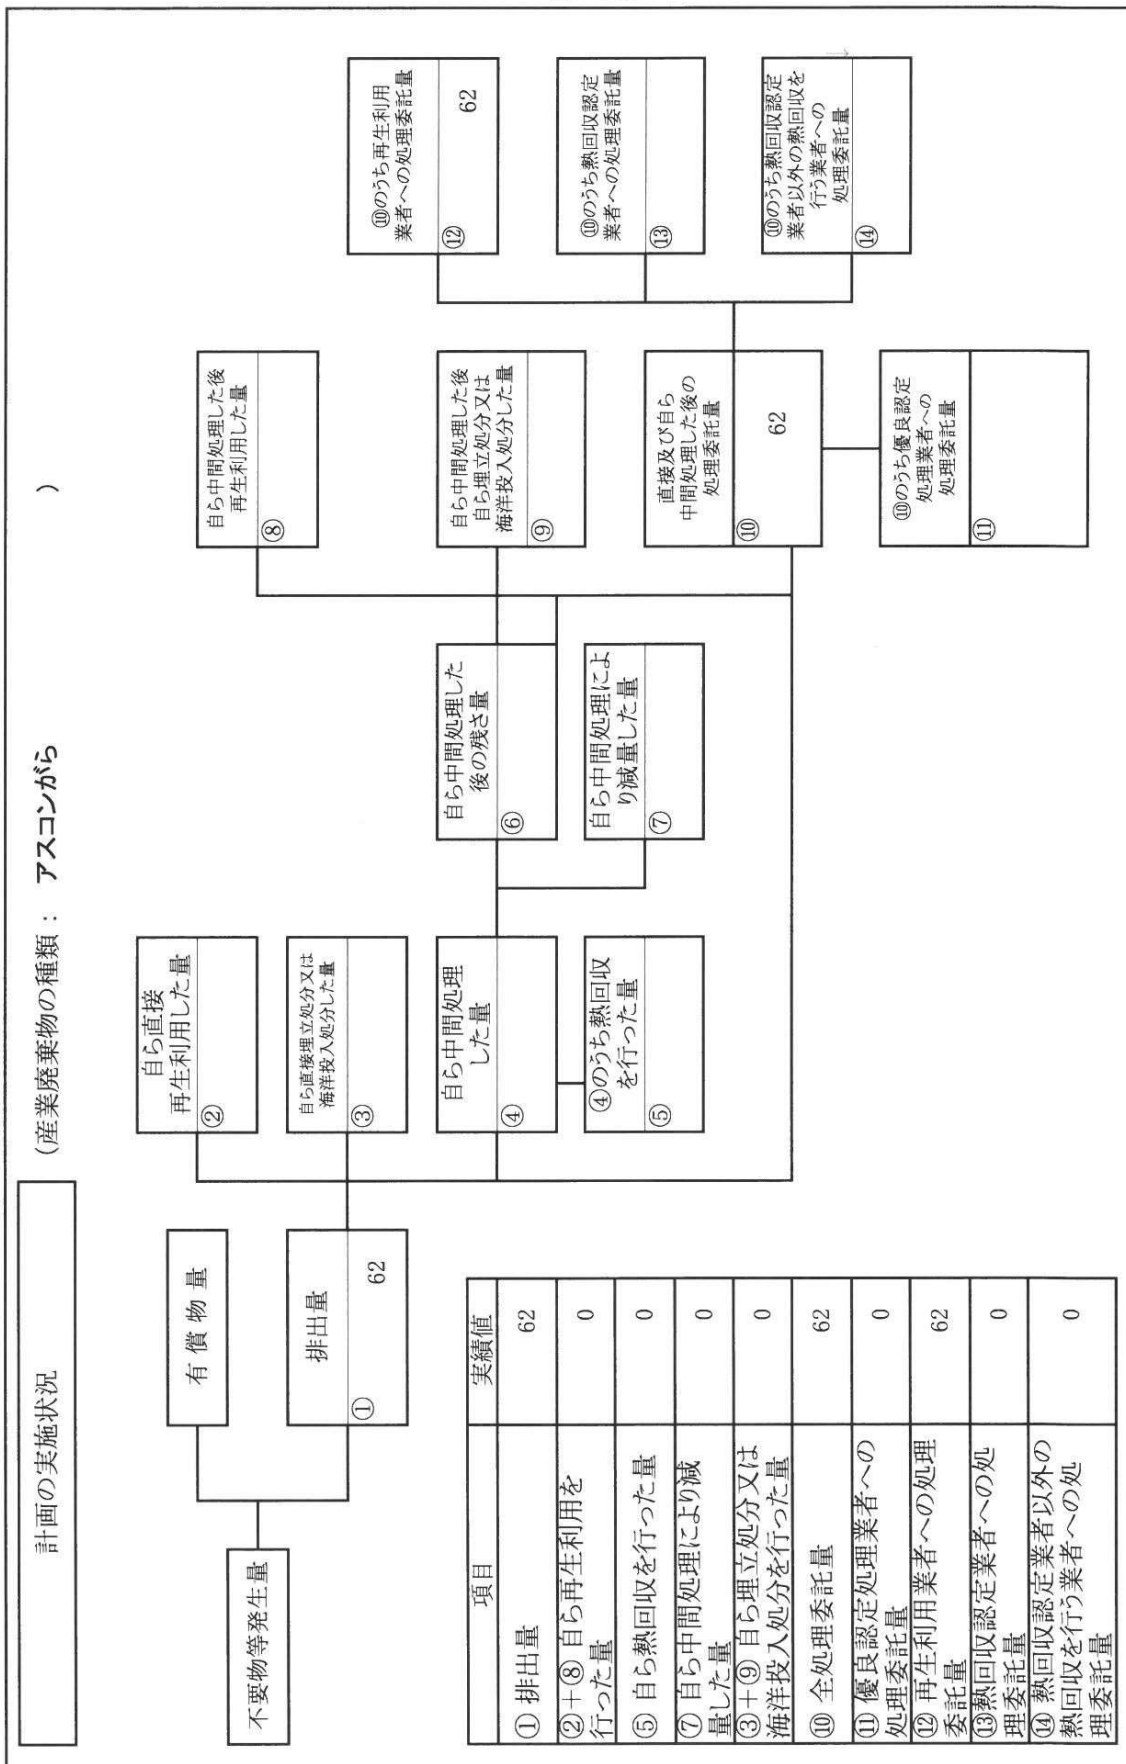 計画の実施状況
(産業廃棄物の種類： アスコンがら )
不要物等発生量
有 償 物 量
排出量
① 62
自ら直接
再生利用した量
②
自ら直接埋立処分又は
海洋投入処分した量
③
自ら中間処理
した量
④
④のうち熱回収
を行った量
⑤
自ら中間処理した
後の残さ量
⑥
自ら中間処理によ
り減量した量
⑦
自ら中間処理した後
再生利用した量
⑧
自ら中間処理した後
自ら埋立処分又は
海洋投入処分した量
⑨
直接及び自ら
中間処理した後の
処理委託量
⑩ 62
⑩のうち優良認定
処理業者への
処理委託量
⑪
⑩のうち再生利用
業者への処理委託量
⑫ 62
⑩のうち熱回収認定
業者への処理委託量
⑬
⑩のうち熱回収認定
業者以外の熱回収を
行う業者への
処理委託量
⑭
項目 実績値
① 排出量 62
②＋⑧ 自ら再生利用を
行った量 0
⑤ 自ら熱回収を行った量 0
⑦ 自ら中間処理により減
量した量 0
③＋⑨ 自ら埋立処分又は
海洋投入処分を行った量 0
⑩ 全処理委託量 62
⑪ 優良認定処理業者への
処理委託量 0
⑫ 再生利用業者への処理
委託量 62
⑬熱回収認定業者への処
理委託量 0
⑭ 熱回収認定業者以外の
熱回収を行う業者への処
理委託量 0